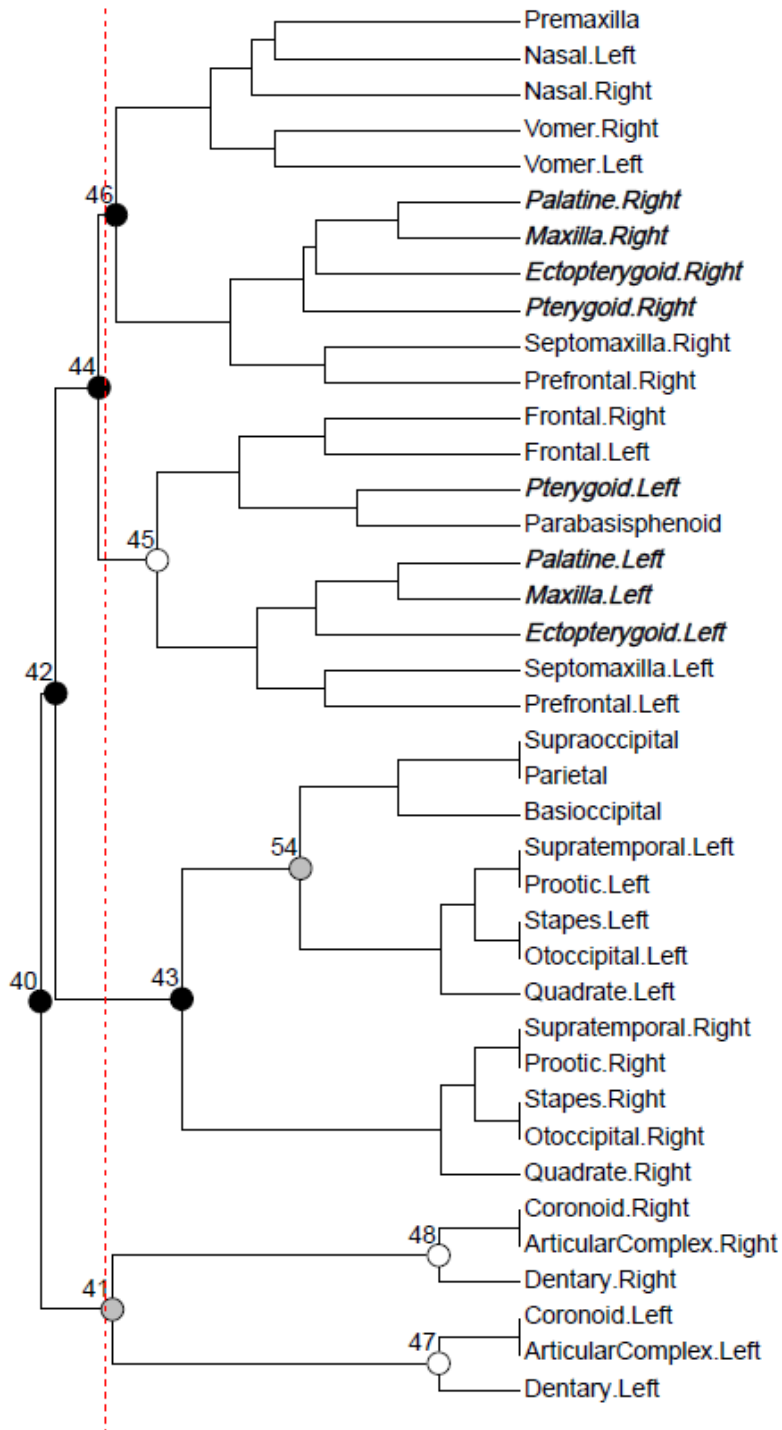 Premaxilla
Nasal.Left
Nasal.Right
Vomer.Right
Vomer.Left
46
Palatine.Right
Maxilla.Right
Ectopterygoid.Right
Pterygoid.Right
Septomaxilla.Right
44
Prefrontal.Right
Frontal.Right
Frontal.Left
Pterygoid.Left
Parabasisphenoid
45
Palatine.Left
Maxilla.Left
Ectopterygoid.Left
42
Septomaxilla.Left
Prefrontal.Left
Supraoccipital
Parietal
Basioccipital
54
Supratemporal.Left
Prootic.Left
Stapes.Left
Otoccipital.Left
40
43
Quadrate.Left
Supratemporal.Right
Prootic.Right
Stapes.Right
Otoccipital.Right
Quadrate.Right
Coronoid.Right
48
ArticularComplex.Right
Dentary.Right
41
Coronoid.Left
47
ArticularComplex.Left
Dentary.Left